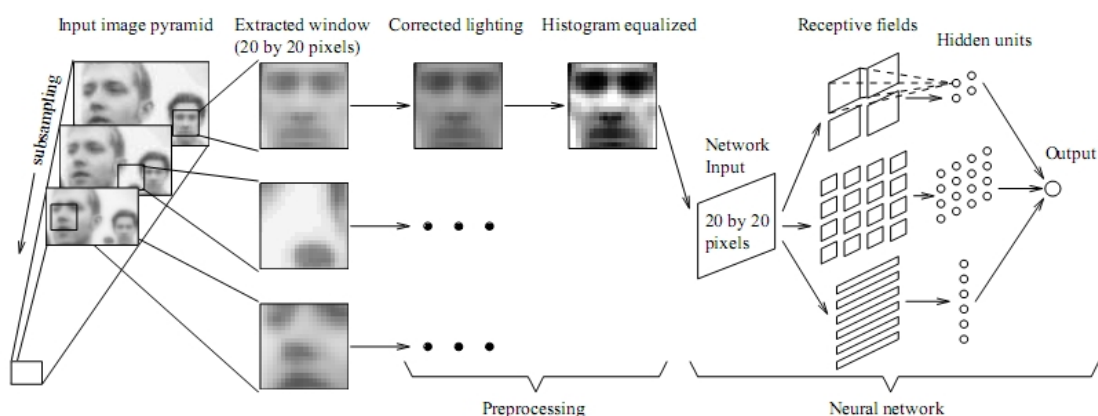 Input image pyramid
Extracted window
(20 by 20 pixels)
Corrected lighting
Histogram equalized
Receptive fields
Hidden units
subsampling
Network
Input
Output
20 by 20
pixels
Preprocessing
Neural network